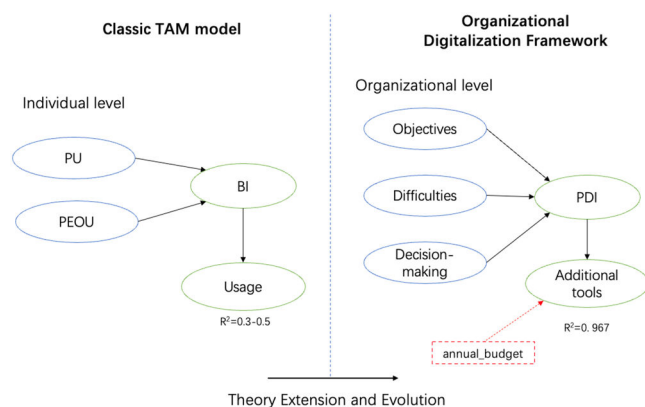 Classic TAM model
Individual level
PU
PEOU
BI
Usage
R²=0.3-0.5
Organizational
Digitalization Framework
Organizational level
Objectives
Difficulties
Decision-
making
PDI
Additional
tools
R²=0. 967
annual_budget
Theory Extension and Evolution